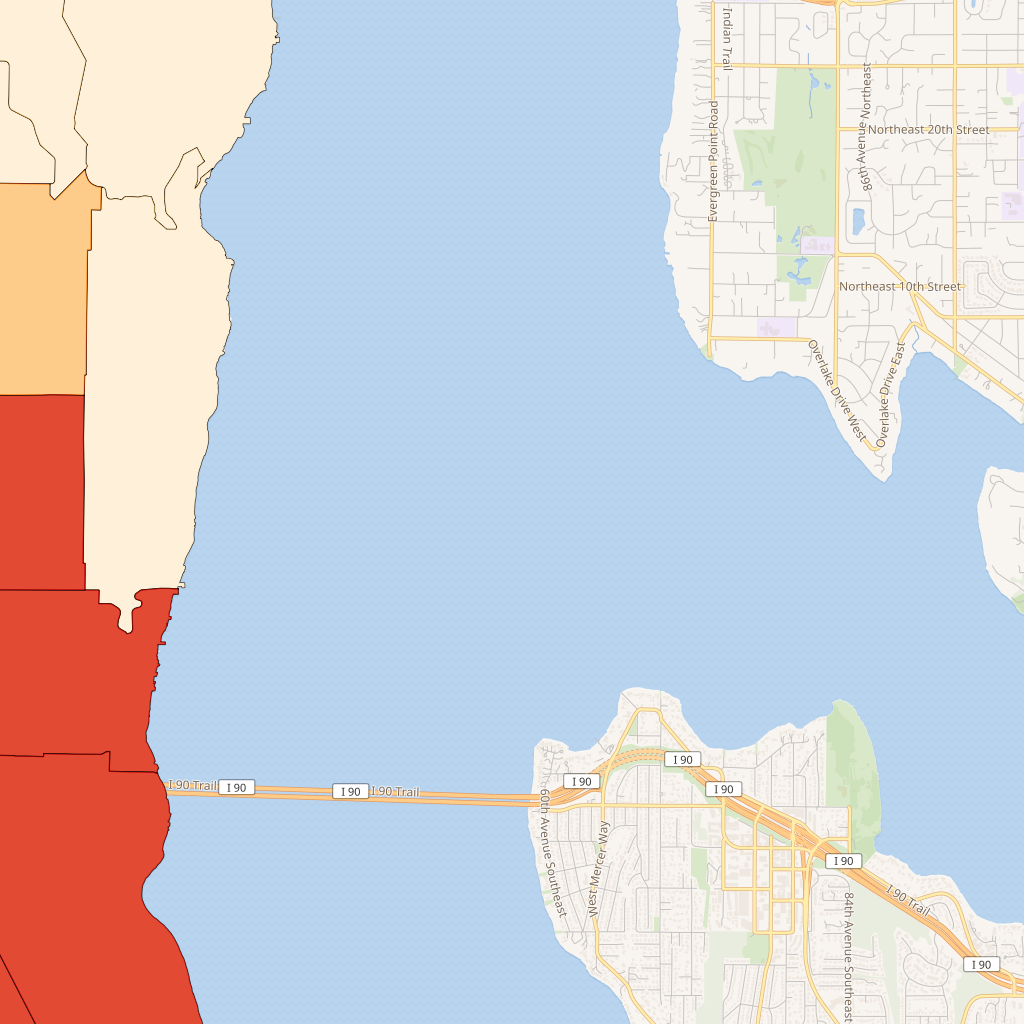 Indian Trail
Evergreen Point Road
86th Avenue Northeast
Northeast 20th Street
Northeast 10th Street
Overlake Drive West
Overlake Drive East
I 90
I 90
I 90
I 90 Trail
I 90
I 90
I 90 Trail
I 90
60th Avenue Southeast
West Mercer Way
I 90
I 90 Trail
84th Avenue Southeast
I 90